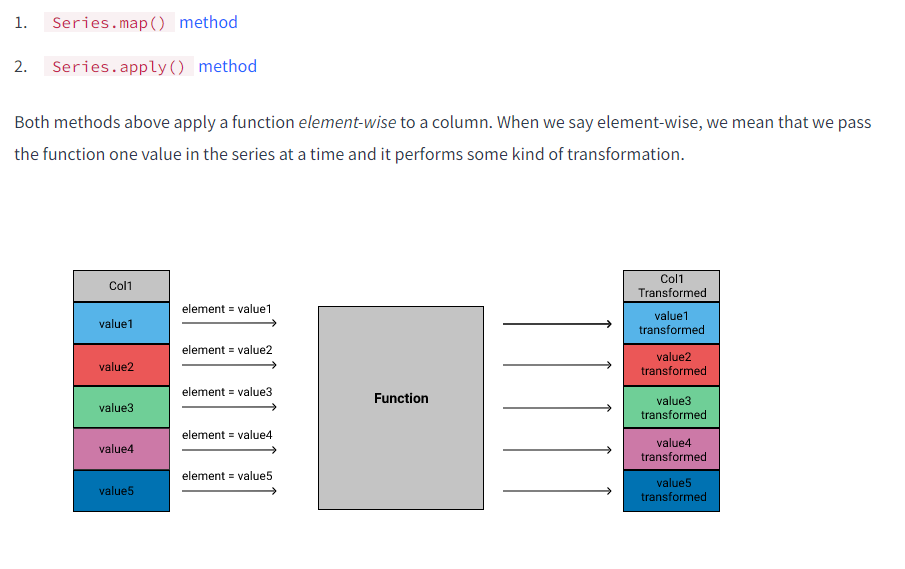 1. Series.map() method
2. Series.apply() method
Both methods above apply a function element-wise to a column. When we say element-wise, we mean that we pass
the function one value in the series at a time and it performs some kind of transformation.
Col1
value1
value2
value3
value4
value5
element = value1
element = value2
element = value3
element = value4
element = value5
Function
Col1
Transformed
value1
transformed
value2
transformed
value3
transformed
value4
transformed
value5
transformed